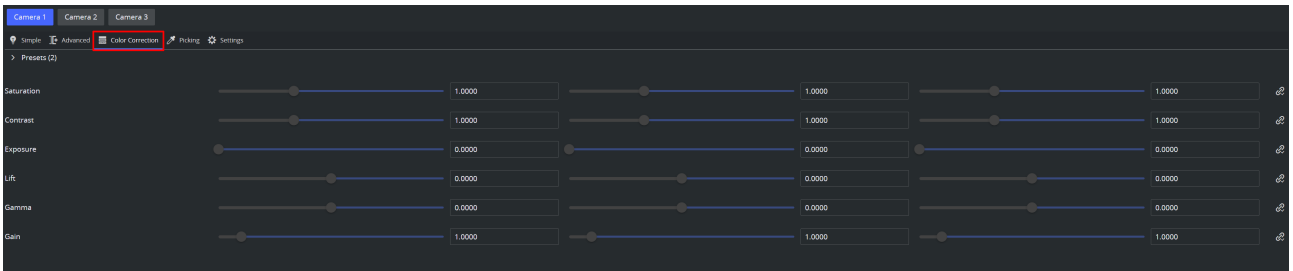 Camera 1 Camera 2 Camera 3
Simple Advanced Color Correction Picking Settings
Presets (2)
Saturation 1.0000 1.0000 1.0000
Contrast 1.0000 1.0000 1.0000
Exposure 0.0000 0.0000 0.0000
Lift 0.0000 0.0000 0.0000
Gamma 0.0000 0.0000 0.0000
Gain 1.0000 1.0000 1.0000